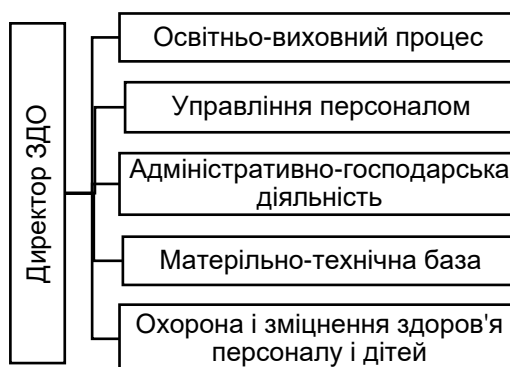 Директор ЗДО
Освітньо-виховний процес
Управління персоналом
Адміністративно-господарська
діяльність
Матерільно-технічна база
Охорона і зміцнення здоров'я
персоналу і дітей